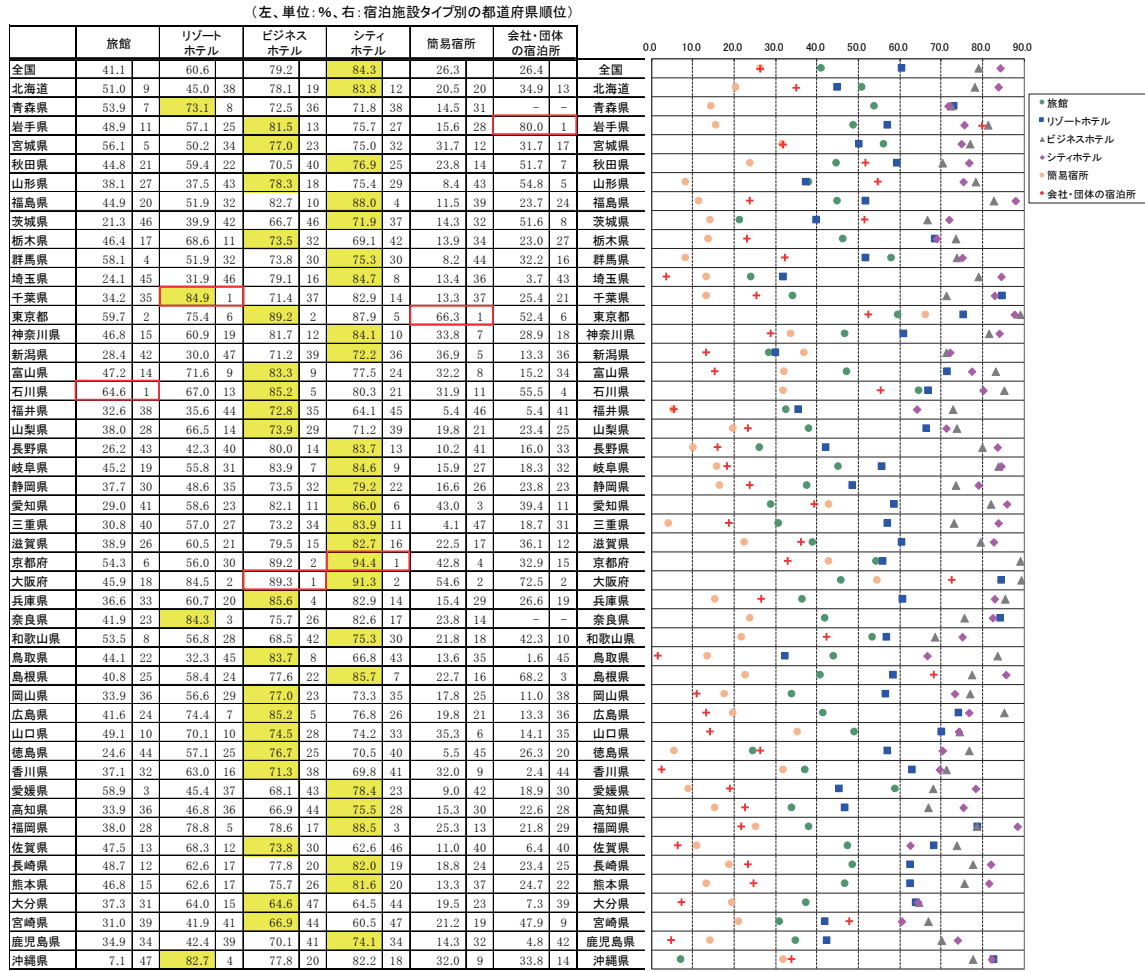 (左、単位:%、右:宿泊施設タイプ別の都道府県順位)
旅館 リゾートホテル ビジネスホテル シティホテル 簡易宿所 会社・団体の宿泊所
0.0 10.0 20.0 30.0 40.0 50.0 60.0 70.0 80.0 90.0
全国 41.1 60.6 79.2 84.3 26.3 26.4 全国
北海道 51.0 9 45.0 38 78.1 19 83.8 12 20.5 20 34.9 13 北海道
青森県 53.9 7 73.1 8 72.5 36 71.8 38 14.5 31 - - 青森県
岩手県 48.9 11 57.1 25 81.5 13 75.7 27 15.6 28 80.0 1 岩手県
宮城県 56.1 5 50.2 34 77.0 23 75.0 32 31.7 12 31.7 17 宮城県
秋田県 44.8 21 59.4 22 70.5 40 76.9 25 23.8 14 51.7 7 秋田県
山形県 38.1 27 37.5 43 78.3 18 75.4 29 8.4 43 54.8 5 山形県
福島県 44.9 20 51.9 32 82.7 10 88.0 4 11.5 39 23.7 24 福島県
茨城県 21.3 46 39.9 42 66.7 46 71.9 37 14.3 32 51.6 8 茨城県
栃木県 46.4 17 68.6 11 73.5 32 69.1 42 13.9 34 23.0 27 栃木県
群馬県 58.1 4 51.9 32 73.8 30 75.3 30 8.2 44 32.2 16 群馬県
埼玉県 24.1 45 31.9 46 79.1 16 84.7 8 13.4 36 3.7 43 埼玉県
千葉県 34.2 35 84.9 1 71.4 37 82.9 14 13.3 37 25.4 21 千葉県
東京都 59.7 2 75.4 6 89.2 2 87.9 5 66.3 1 52.4 6 東京都
神奈川県 46.8 15 60.9 19 81.7 12 84.1 10 33.8 7 28.9 18 神奈川県
新潟県 28.4 42 30.0 47 71.2 39 72.2 36 36.9 5 13.3 36 新潟県
富山県 47.2 14 71.6 9 83.3 9 77.5 24 32.2 8 15.2 34 富山県
石川県 64.6 1 67.0 13 85.2 5 80.3 21 31.9 11 55.5 4 石川県
福井県 32.6 38 35.6 44 72.8 35 64.1 45 5.4 46 5.4 41 福井県
山梨県 38.0 28 66.5 14 73.9 29 71.2 39 19.8 21 23.4 25 山梨県
長野県 26.2 43 42.3 40 80.0 14 83.7 13 10.2 41 16.0 33 長野県
岐阜県 45.2 19 55.8 31 83.9 7 84.6 9 15.9 27 18.3 32 岐阜県
静岡県 37.7 30 48.6 35 73.5 32 79.2 22 16.6 26 23.8 23 静岡県
愛知県 29.0 41 58.6 23 82.1 11 86.0 6 43.0 3 39.4 11 愛知県
三重県 30.8 40 57.0 27 73.2 34 83.9 11 4.1 47 18.7 31 三重県
滋賀県 38.9 26 60.5 21 79.5 15 82.7 16 22.5 17 36.1 12 滋賀県
京都府 54.3 6 56.0 30 89.2 2 94.4 1 42.8 4 32.9 15 京都府
大阪府 45.9 18 84.5 2 89.3 1 91.3 2 54.6 2 72.5 2 大阪府
兵庫県 36.6 33 60.7 20 85.6 4 82.9 14 15.4 29 26.6 19 兵庫県
奈良県 41.9 23 84.3 3 75.7 26 82.6 17 23.8 14 - - 奈良県
和歌山県 53.5 8 56.8 28 68.5 42 75.3 30 21.8 18 42.3 10 和歌山県
鳥取県 44.1 22 32.3 45 83.7 8 66.8 43 13.6 35 1.6 45 鳥取県
島根県 40.8 25 58.4 24 77.6 22 85.7 7 22.7 16 68.2 3 島根県
岡山県 33.9 36 56.6 29 77.0 23 73.3 35 17.8 25 11.0 38 岡山県
広島県 41.6 24 74.4 7 85.2 5 76.8 26 19.8 21 13.3 36 広島県
山口県 49.1 10 70.1 10 74.5 28 74.2 33 35.3 6 14.1 35 山口県
徳島県 24.6 44 57.1 25 76.7 25 70.5 40 5.5 45 26.3 20 徳島県
香川県 37.1 32 63.0 16 71.3 38 69.8 41 32.0 9 2.4 44 香川県
愛媛県 58.9 3 45.4 37 68.1 43 78.4 23 9.0 42 18.9 30 愛媛県
高知県 33.9 36 46.8 36 66.9 44 75.5 28 15.3 30 22.6 28 高知県
福岡県 38.0 28 78.8 5 78.6 17 88.5 3 25.3 13 21.8 29 福岡県
佐賀県 47.5 13 68.3 12 73.8 30 62.6 46 11.0 40 6.4 40 佐賀県
長崎県 48.7 12 62.6 17 77.8 20 82.0 19 18.8 24 23.4 25 長崎県
熊本県 46.8 15 62.6 17 75.7 26 81.6 20 13.3 37 24.7 22 熊本県
大分県 37.3 31 64.0 15 64.6 47 64.5 44 19.5 23 7.3 39 大分県
宮崎県 31.0 39 41.9 41 66.9 44 60.5 47 21.2 19 47.9 9 宮崎県
鹿児島県 34.9 34 42.4 39 70.1 41 74.1 34 14.3 32 4.8 42 鹿児島県
沖縄県 7.1 47 82.7 4 77.8 20 82.2 18 32.0 9 33.8 14 沖縄県
旅館
リゾートホテル
ビジネスホテル
シティホテル
簡易宿所
会社・団体の宿泊所